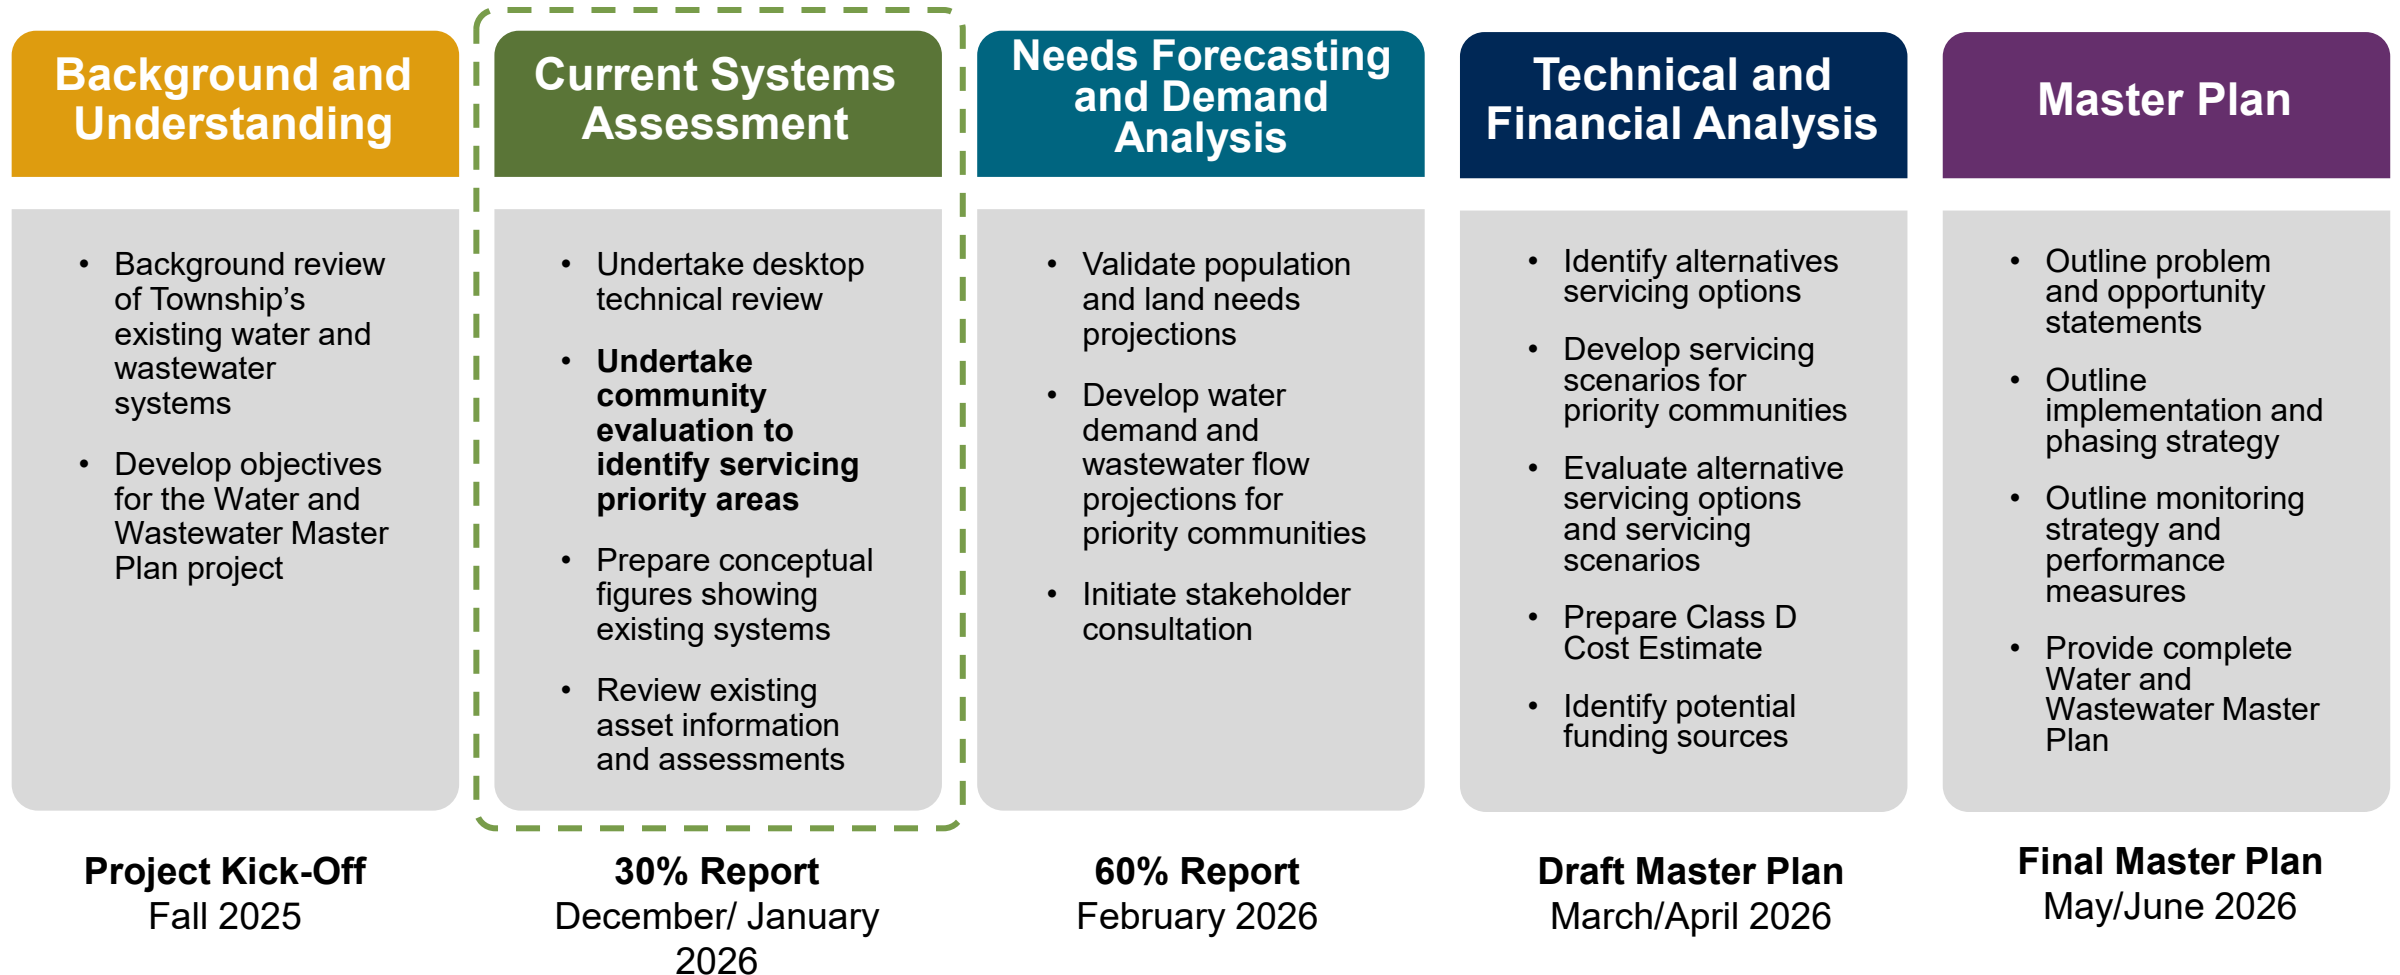 Background and
Understanding
• Background review
of Township’s
existing water and
wastewater
systems
• Develop objectives
for the Water and
Wastewater Master
Plan project
Project Kick-Off
Fall 2025
Current Systems
Assessment
• Undertake desktop
technical review
• Undertake
community
evaluation to
identify servicing
priority areas
• Prepare conceptual
figures showing
existing systems
• Review existing
asset information
and assessments
30% Report
December/ January
2026
Needs Forecasting
and Demand
Analysis
• Validate population
and land needs
projections
• Develop water
demand and
wastewater flow
projections for
priority communities
• Initiate stakeholder
consultation
60% Report
February 2026
Technical and
Financial Analysis
• Identify alternatives
servicing options
• Develop servicing
scenarios for
priority communities
• Evaluate alternative
servicing options
and servicing
scenarios
• Prepare Class D
Cost Estimate
• Identify potential
funding sources
Draft Master Plan
March/April 2026
Master Plan
• Outline problem
and opportunity
statements
• Outline
implementation and
phasing strategy
• Outline monitoring
strategy and
performance
measures
• Provide complete
Water and
Wastewater Master
Plan
Final Master Plan
May/June 2026